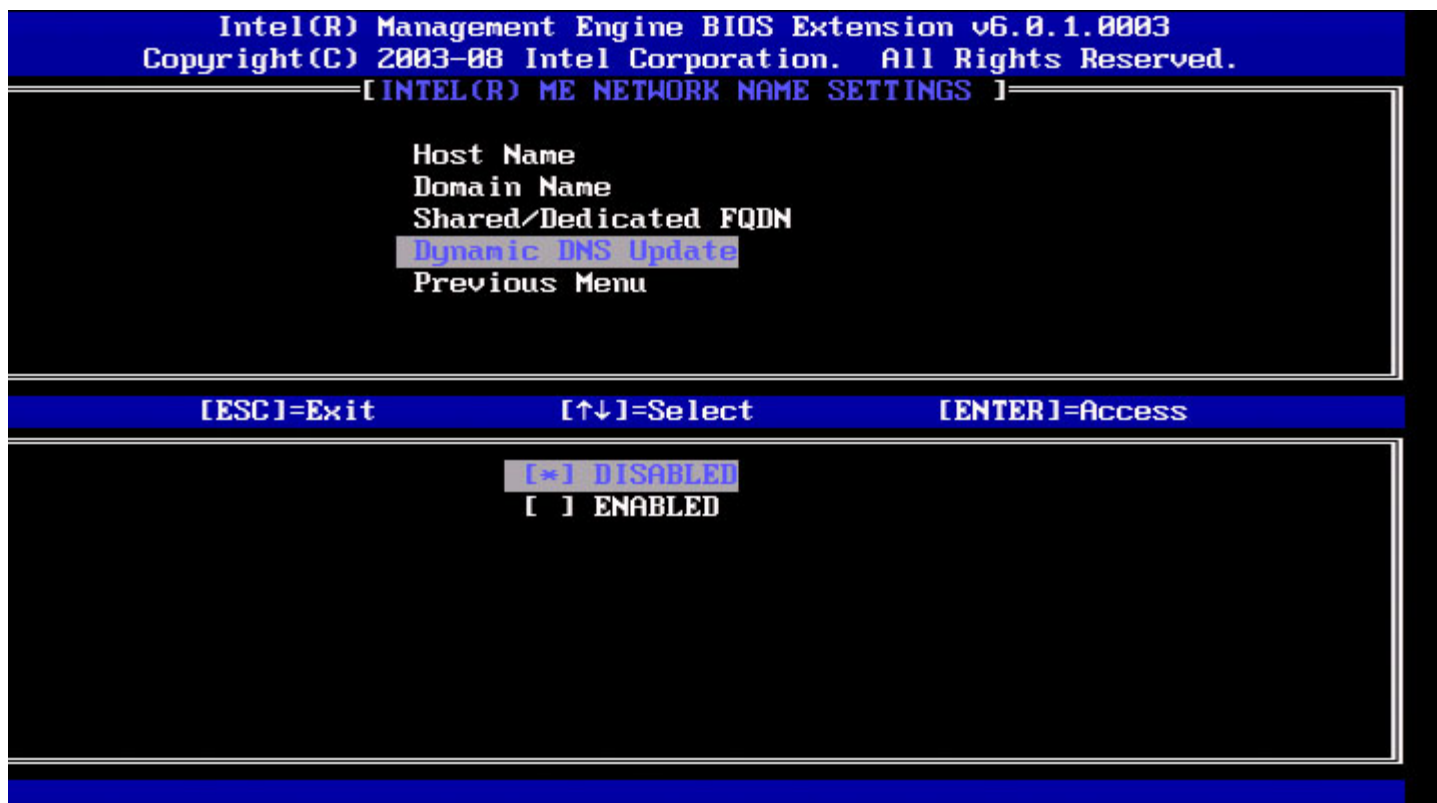 Intel(R) Management Engine BIOS Extension v6.0.1.0003
Copyright(C) 2003-08 Intel Corporation. All Rights Reserved.
[INTEL(R) ME NETWORK NAME SETTINGS ]
Host Name
Domain Name
Shared/Dedicated FQDN
Dynamic DNS Update
Previous Menu
[ESC]=Exit [↑↓]=Select [ENTER]=Access
[*] DISABLED
[ ] ENABLED